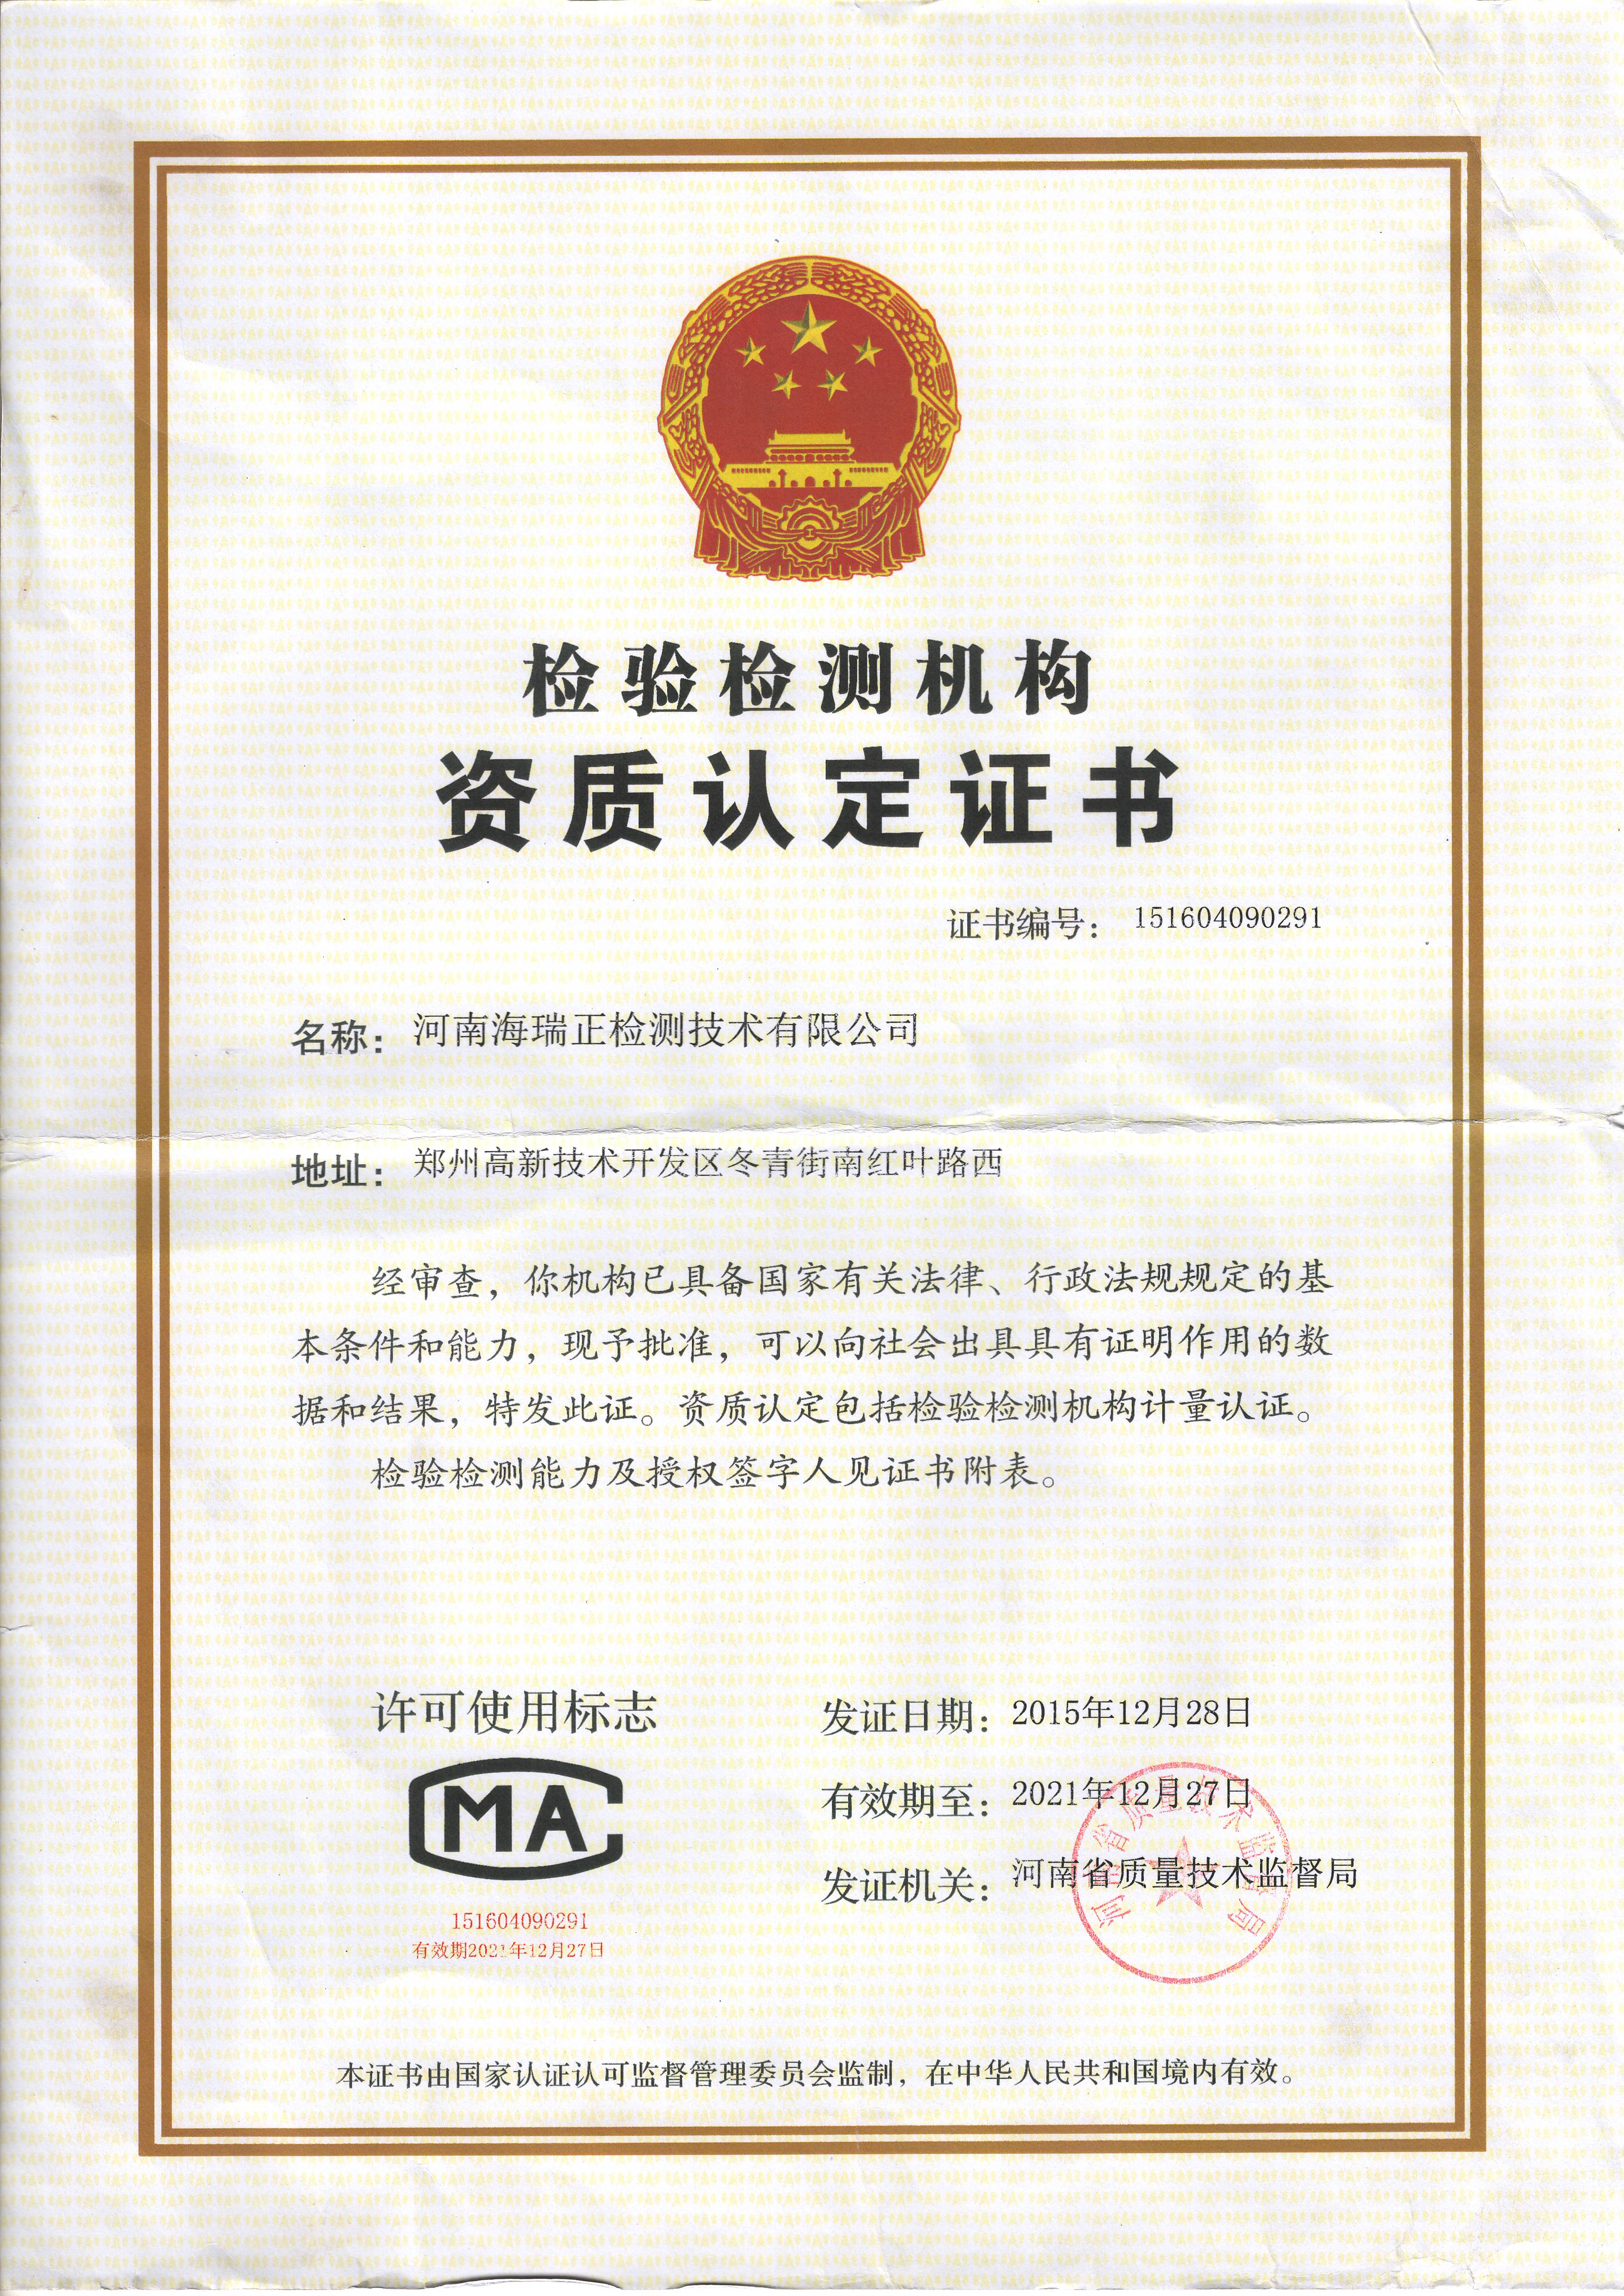 检验检测机构
资质认定证书
证书编号： 151604090291
名称： 河南海瑞正检测技术有限公司
地址： 郑州高新技术开发区冬青街南红叶路西
经审查，你机构已具备国家有关法律、行政法规规定的基
本条件和能力，现予批准，可以向社会出具具有证明作用的数
据和结果，特发此证。资质认定包括检验检测机构计量认证。
检验检测能力及授权签字人见证书附表。
许可使用标志
MA
151604090291
有效期2021年12月27日
发证日期： 2015年12月28日
有效期至： 2021年12月27日
发证机关： 河南省质量技术监督局
河南省质量技术监督局
本证书由国家认证认可监督管理委员会监制，在中华人民共和国境内有效。